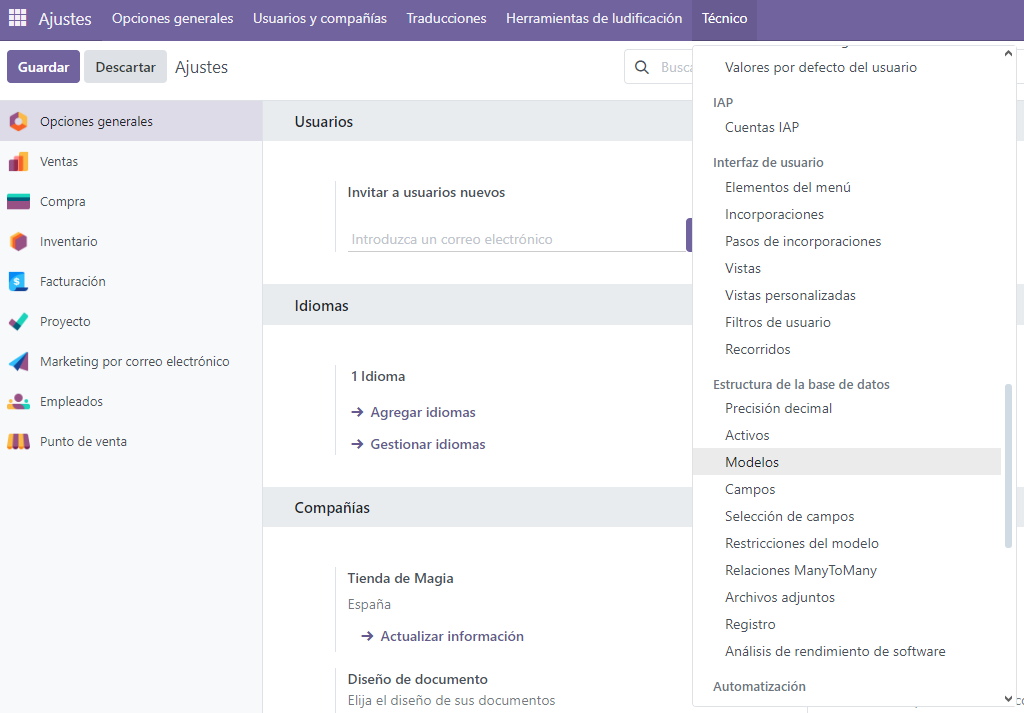 Ajustes Opciones generales Usuarios y compañías Traducciones Herramientas de ludificación Técnico
Guardar Descartar Ajustes
Opciones generales
Ventas
Compra
Inventario
Facturación
Proyecto
Marketing por correo electrónico
Empleados
Punto de venta
Usuarios
Invitar a usuarios nuevos
Introduzca un correo electrónico
Idiomas
1 Idioma
Agregar idiomas
Gestionar idiomas
Compañías
Tienda de Magia
España
Actualizar información
Diseño de documento
Elija el diseño de sus documentos
Valores por defecto del usuario
IAP
Cuentas IAP
Interfaz de usuario
Elementos del menú
Incorporaciones
Pasos de incorporaciones
Vistas
Vistas personalizadas
Filtros de usuario
Recorridos
Estructura de la base de datos
Precisión decimal
Activos
Modelos
Campos
Selección de campos
Restricciones del modelo
Relaciones ManyToMany
Archivos adjuntos
Registro
Análisis de rendimiento de software
Automatización